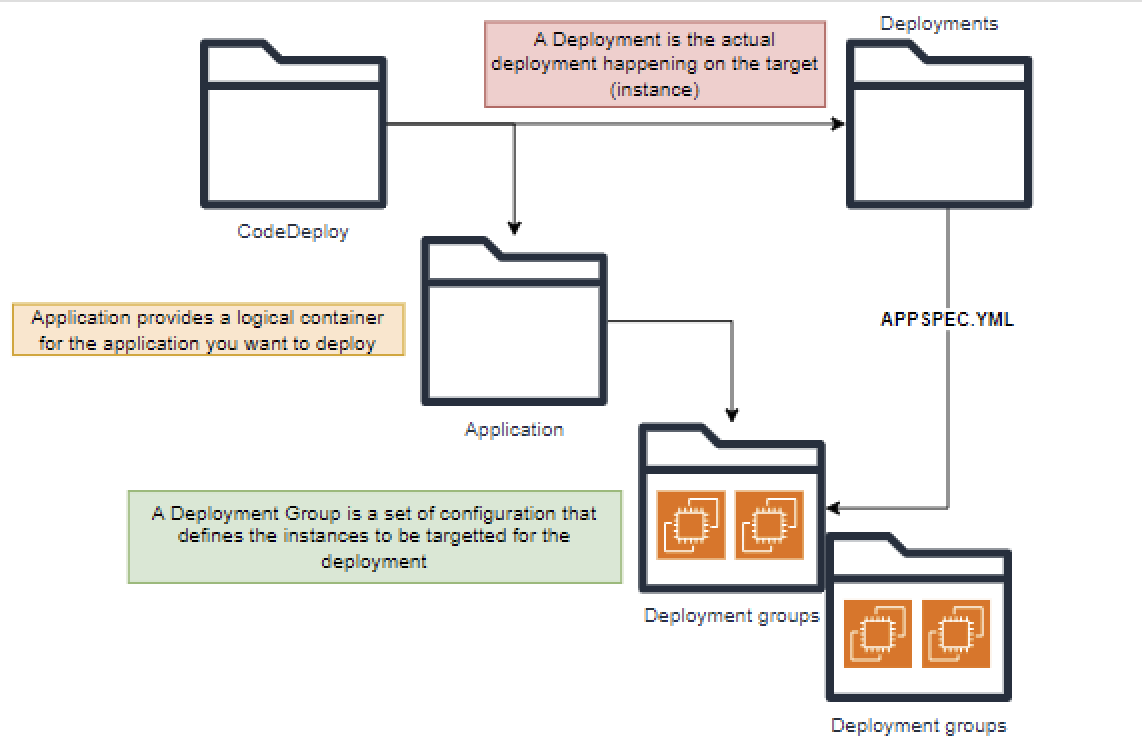 Deployments
A Deployment is the actual
deployment happening on the target
(instance)
CodeDeploy
APPSPEC.YML
Application provides a logical container
for the application you want to deploy
Application
A Deployment Group is a set of configuration that
defines the instances to be targetted for the
deployment
Deployment groups
Deployment groups